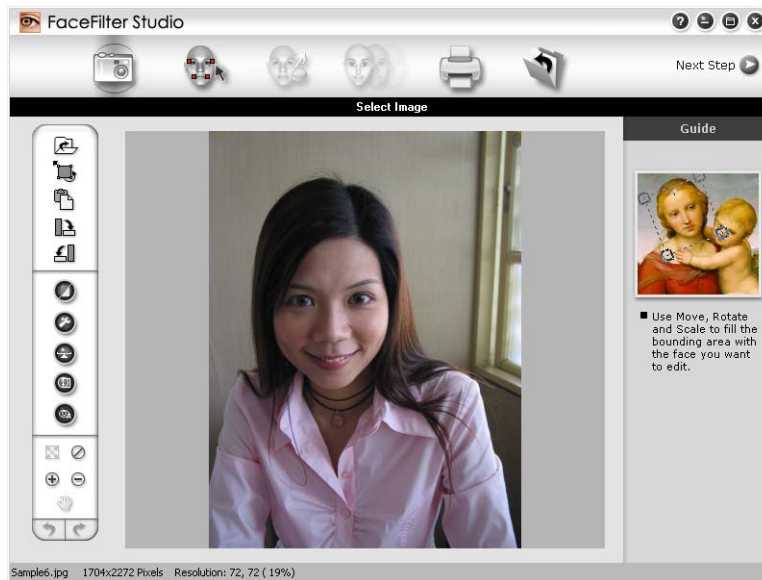 FaceFilter Studio
Next Step
Select Image
Guide
Use Move, Rotate
and Scale to fill the
bounding area with
the face you want
to edit.
Sample6.jpg 1704x2272 Pixels Resolution: 72, 72 ( 19%)